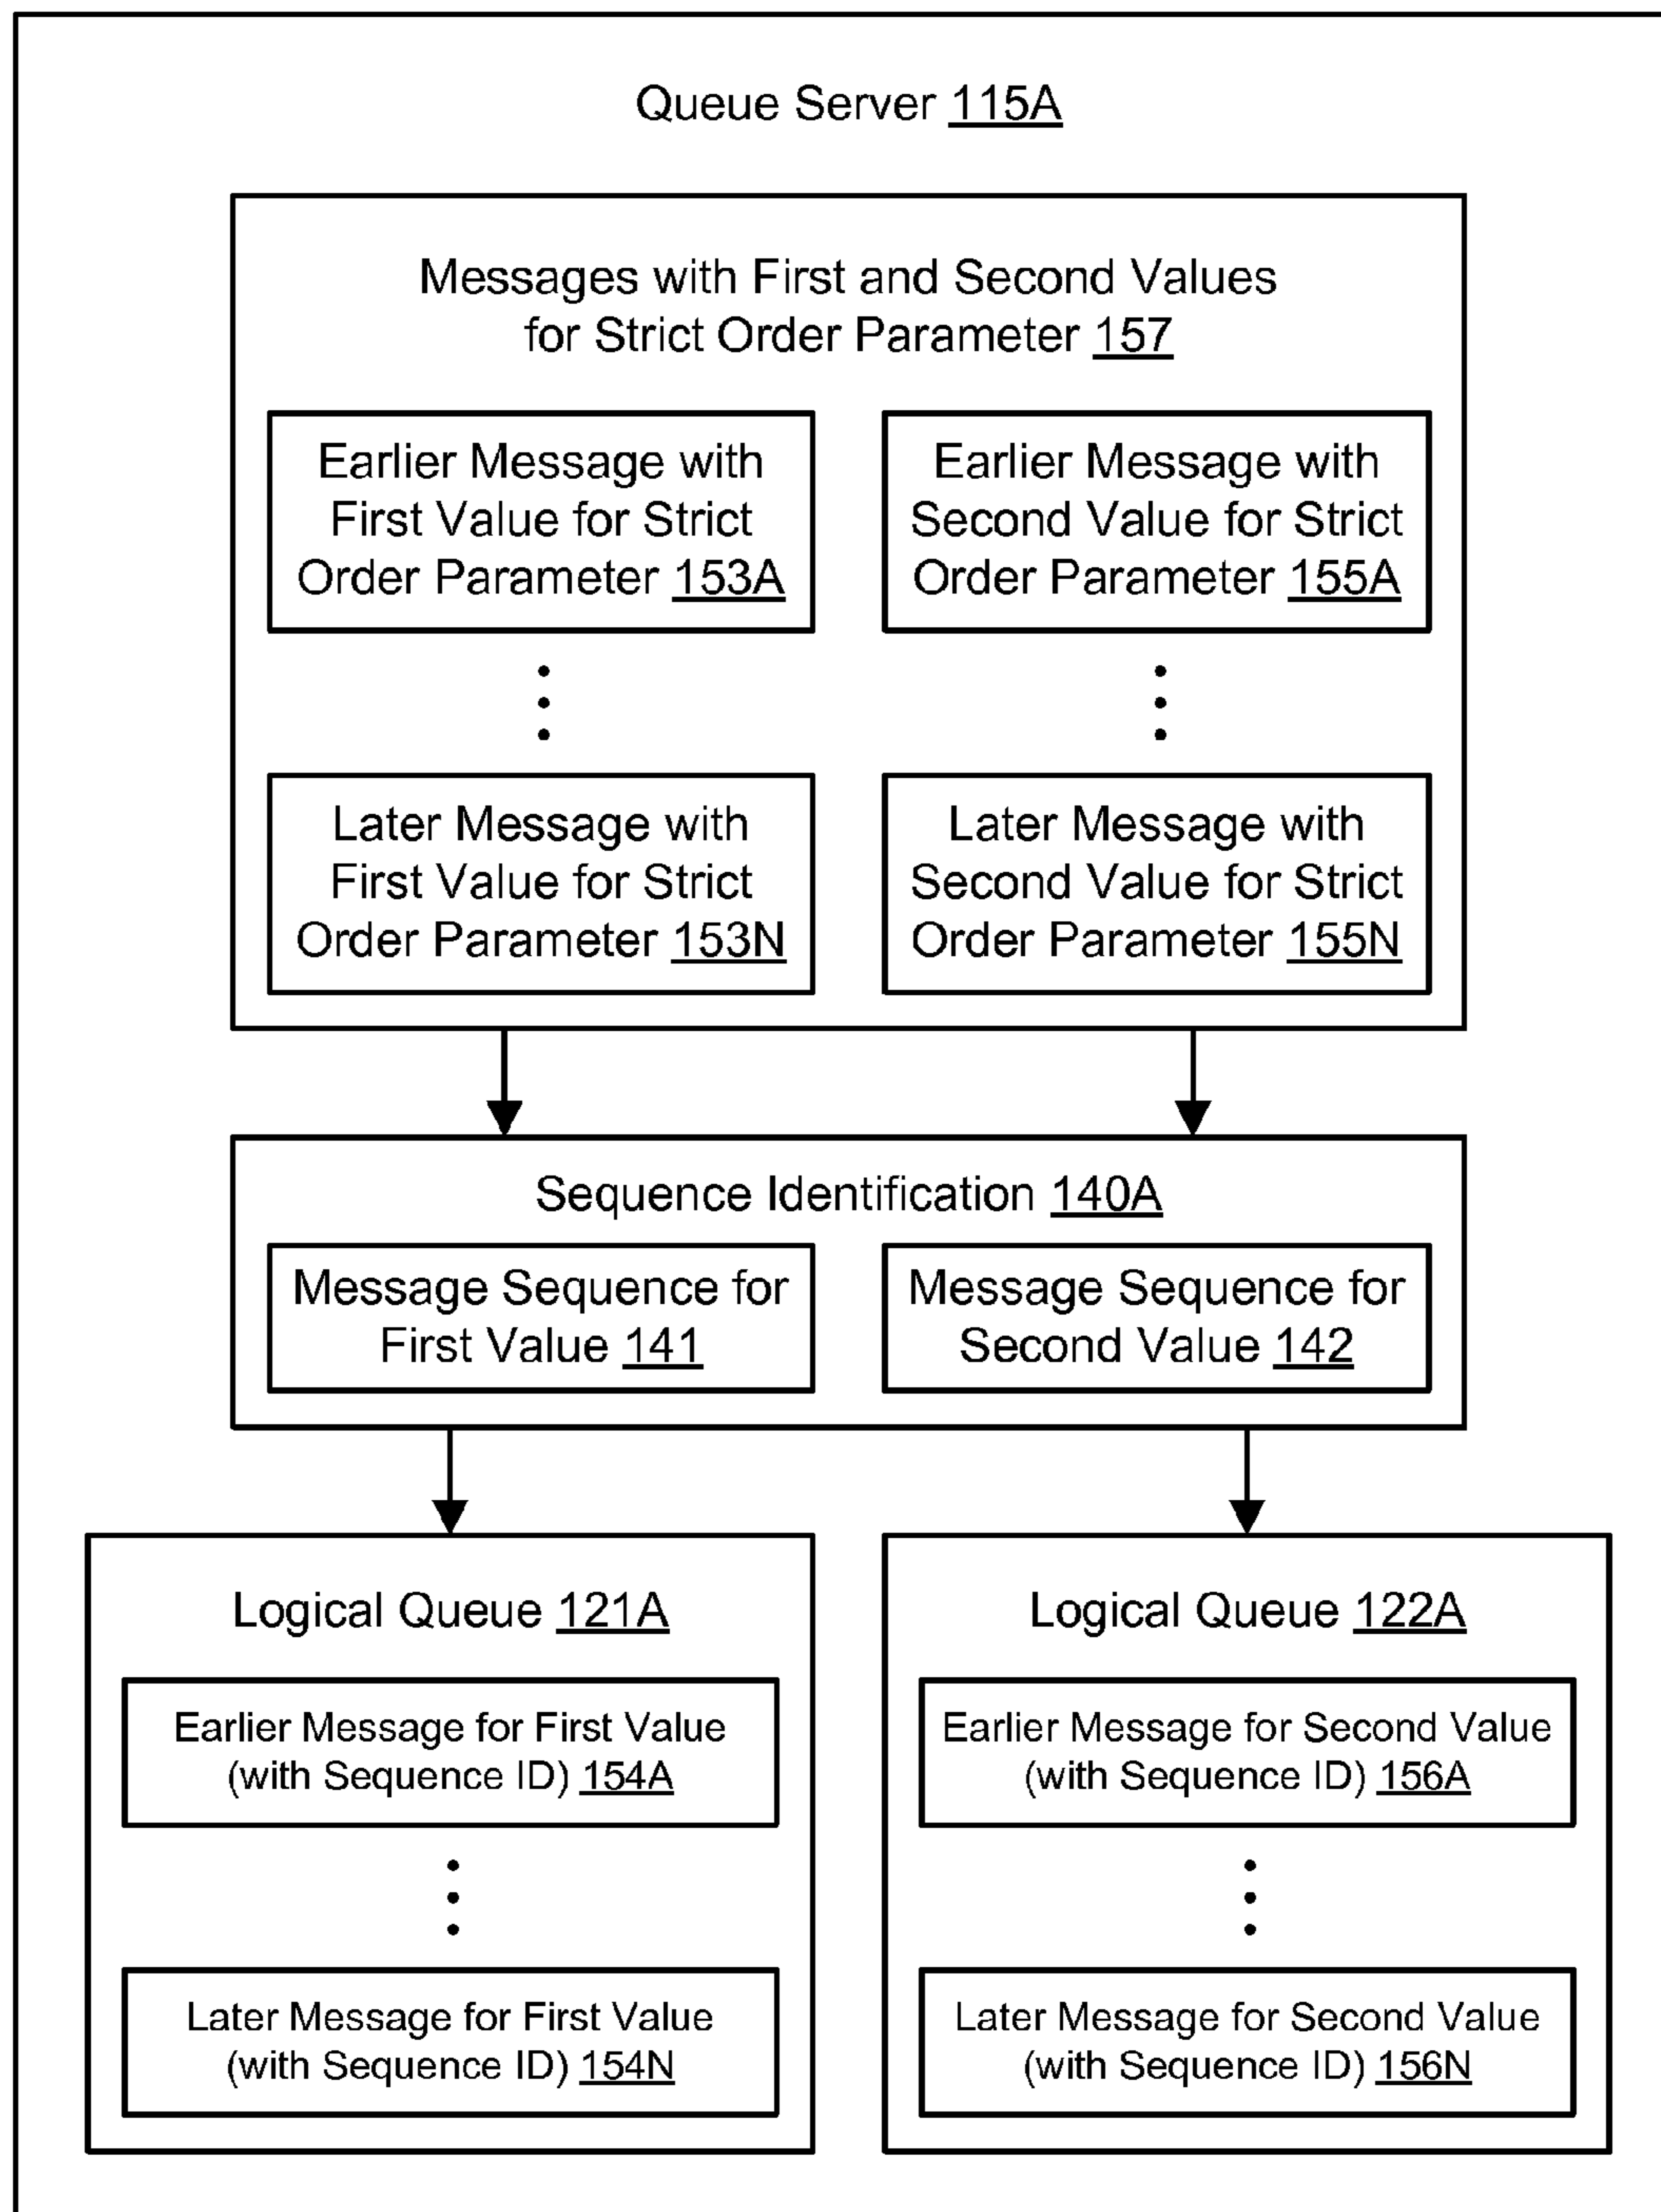 Queue Server 115A
Messages with First and Second Values
for Strict Order Parameter 157
Earlier Message with
First Value for Strict
Order Parameter 153A
Earlier Message with
Second Value for Strict
Order Parameter 155A
Later Message with
First Value for Strict
Order Parameter 153N
Later Message with
Second Value for Strict
Order Parameter 155N
Sequence Identification 140A
Message Sequence for
First Value 141
Message Sequence for
Second Value 142
Logical Queue 121A
Earlier Message for First Value
(with Sequence ID) 154A
Later Message for First Value
(with Sequence ID) 154N
Logical Queue 122A
Earlier Message for Second Value
(with Sequence ID) 156A
Later Message for Second Value
(with Sequence ID) 156N